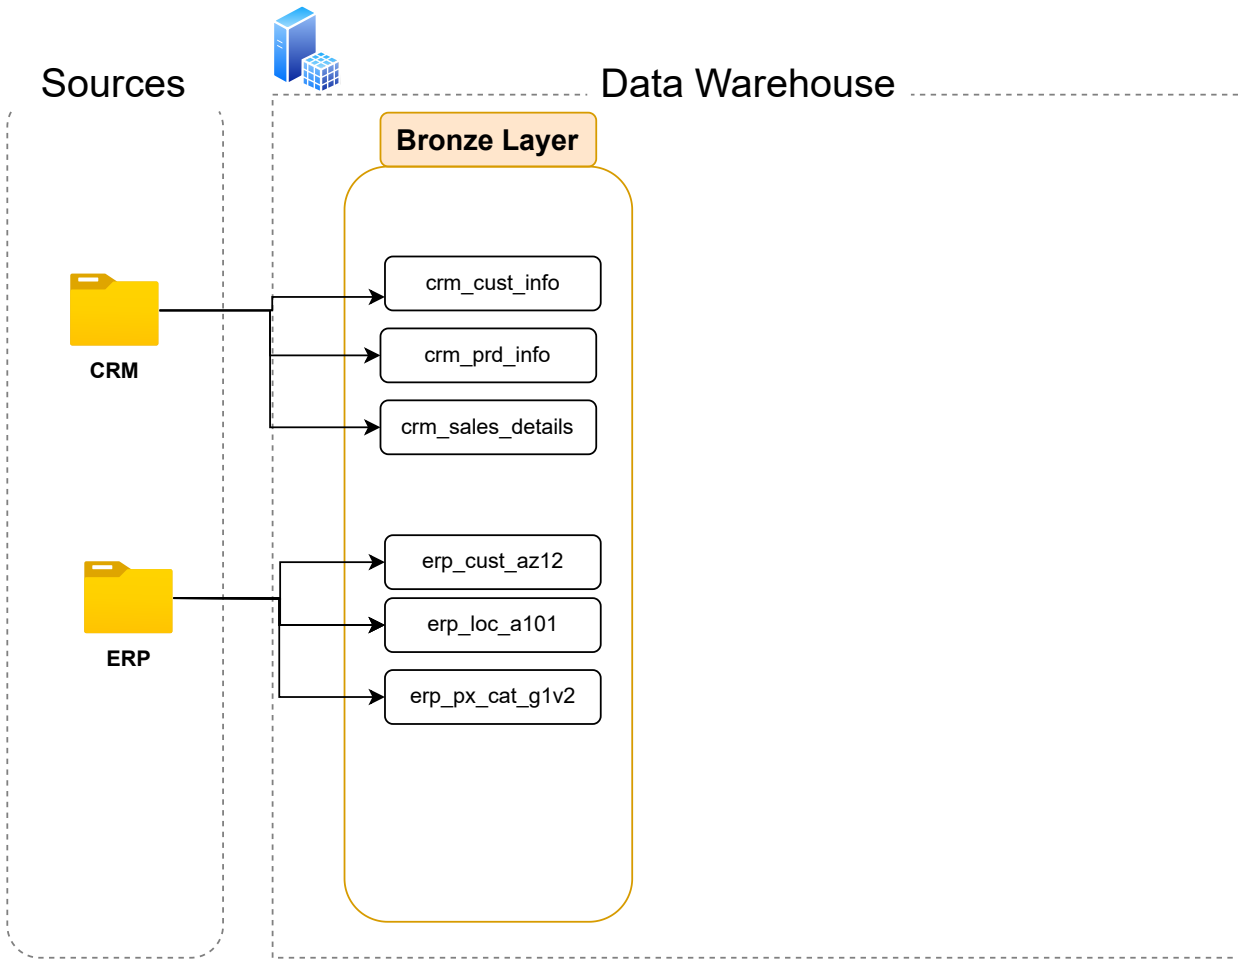 Sources
Data Warehouse
Bronze Layer
crm_cust_info
crm_prd_info
CRM
crm_sales_details
erp_cust_az12
erp_loc_a101
ERP
erp_px_cat_g1v2